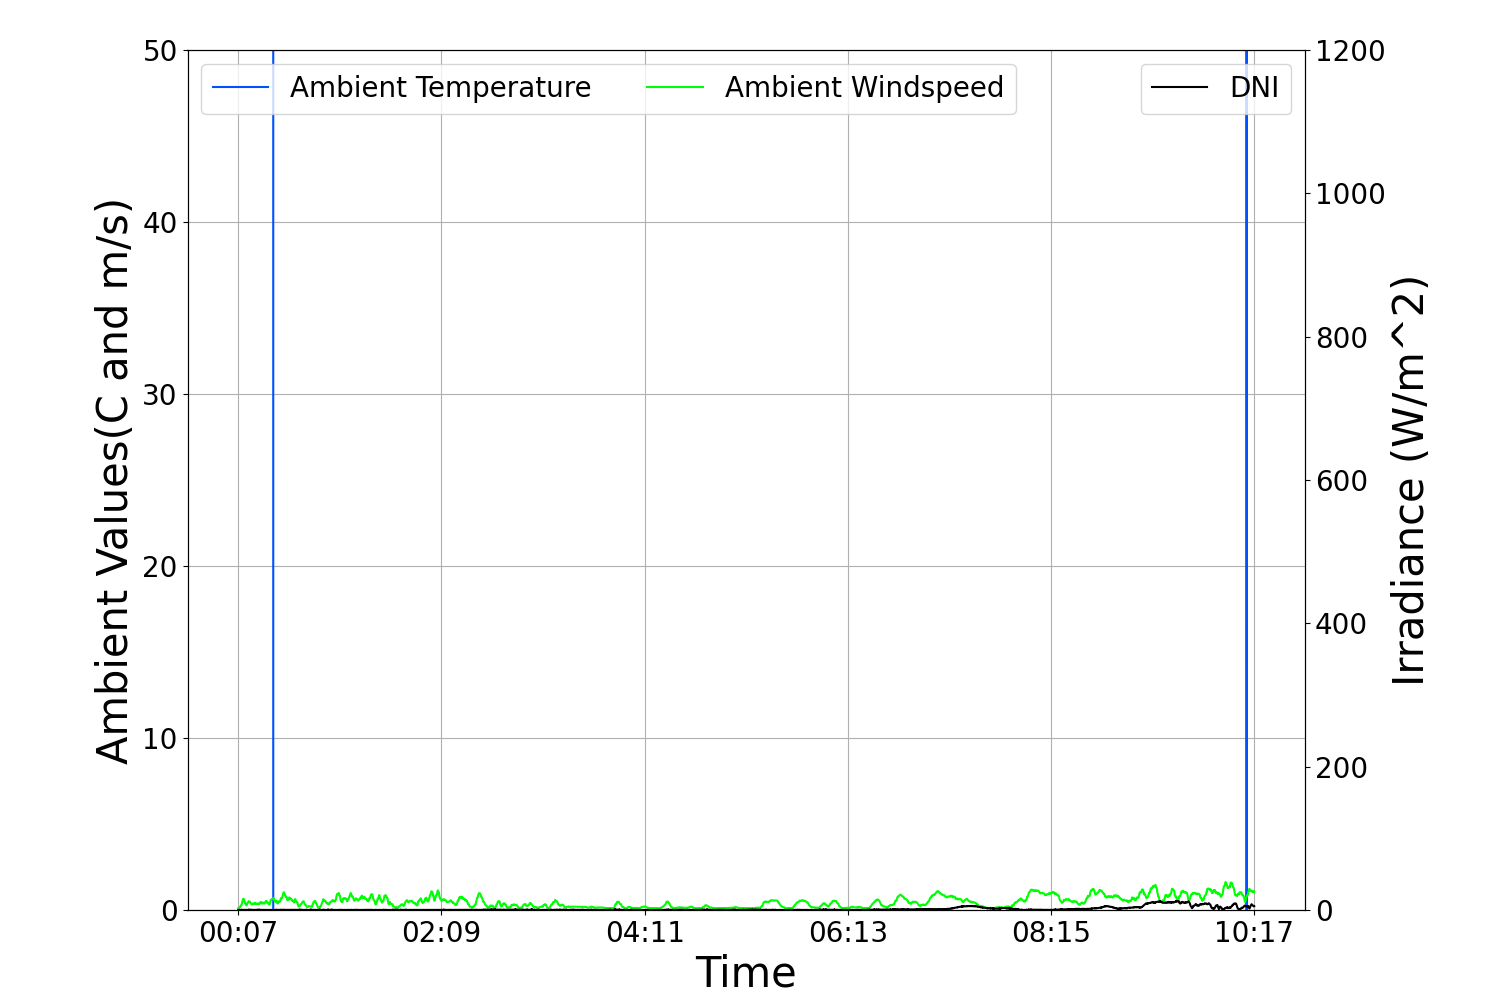 Ambient Temperature
Ambient Windspeed
DNI
50
40
30
20
10
0
Ambient Values(C and m/s)
1200
1000
800
600
400
200
0
Irradiance (W/m^2)
00:07 02:09 04:11 06:13 08:15 10:17
Time